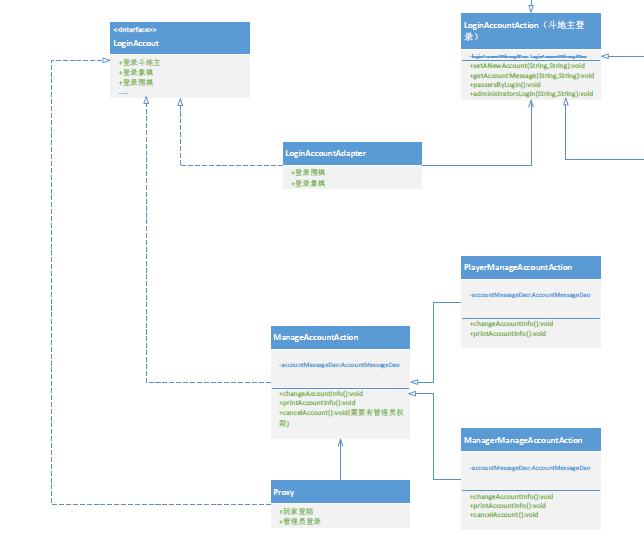 <<Interface>>
LoginAccout
+登录斗地主
+登录象棋
+登录围棋
.....
LoginAccountAction（斗地主登
录）
+setANewAccount(String,String):void
+getAccountMessage(String,String):void
+passersByLogin():void
+administratorsLogin(String,String):void
LoginAccountAdapter
+登录围棋
+登录象棋
PlayerManageAccountAction
-accountMessageDao:AccountMessageDao
+changeAccountInfo():void
+printAccountInfo():void
ManageAccountAction
-accountMessageDao:AccountMessageDao
+changeAccountInfo():void
+printAccountInfo():void
+cancelAccount():void(需要有管理员权
限)
ManagerManageAccountAction
-accountMessageDao:AccountMessageDao
+changeAccountInfo():void
+printAccountInfo():void
+cancelAccount():void
Proxy
+玩家登陆
+管理员登录